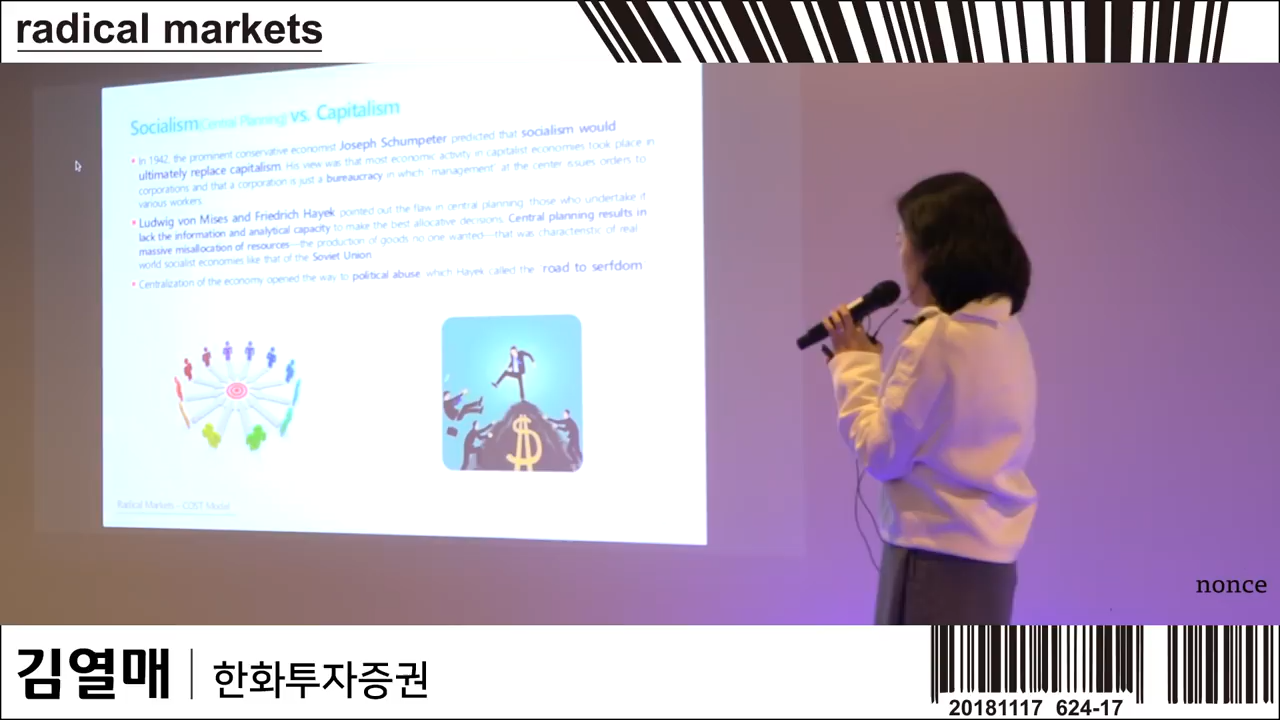 radical markets
Socialism(Central Planning) vs. Capitalism
In 1942, the prominent conservative economist Joseph Schumpeter predicted that socialism would
ultimately replace capitalism. His view was that most economic activity in capitalist economies took place in
corporations and that a corporation is just a bureaucracy in which "management" at the center issues orders to
various workers.
Ludwig von Mises and Friedrich Hayek pointed out the flaw in central planning: those who undertake it
lack the information and analytical capacity to make the best allocative decisions. Central planning results in
massive misallocation of resources—the production of goods no one wanted—that was characteristic of real
world socialist economies like that of the Soviet Union.
Centralization of the economy opened the way to political abuse which Hayek called the road to serfdom
$
Radical Markets - COST Model
nonce
김열매 | 한화투자증권
20181117 624-17